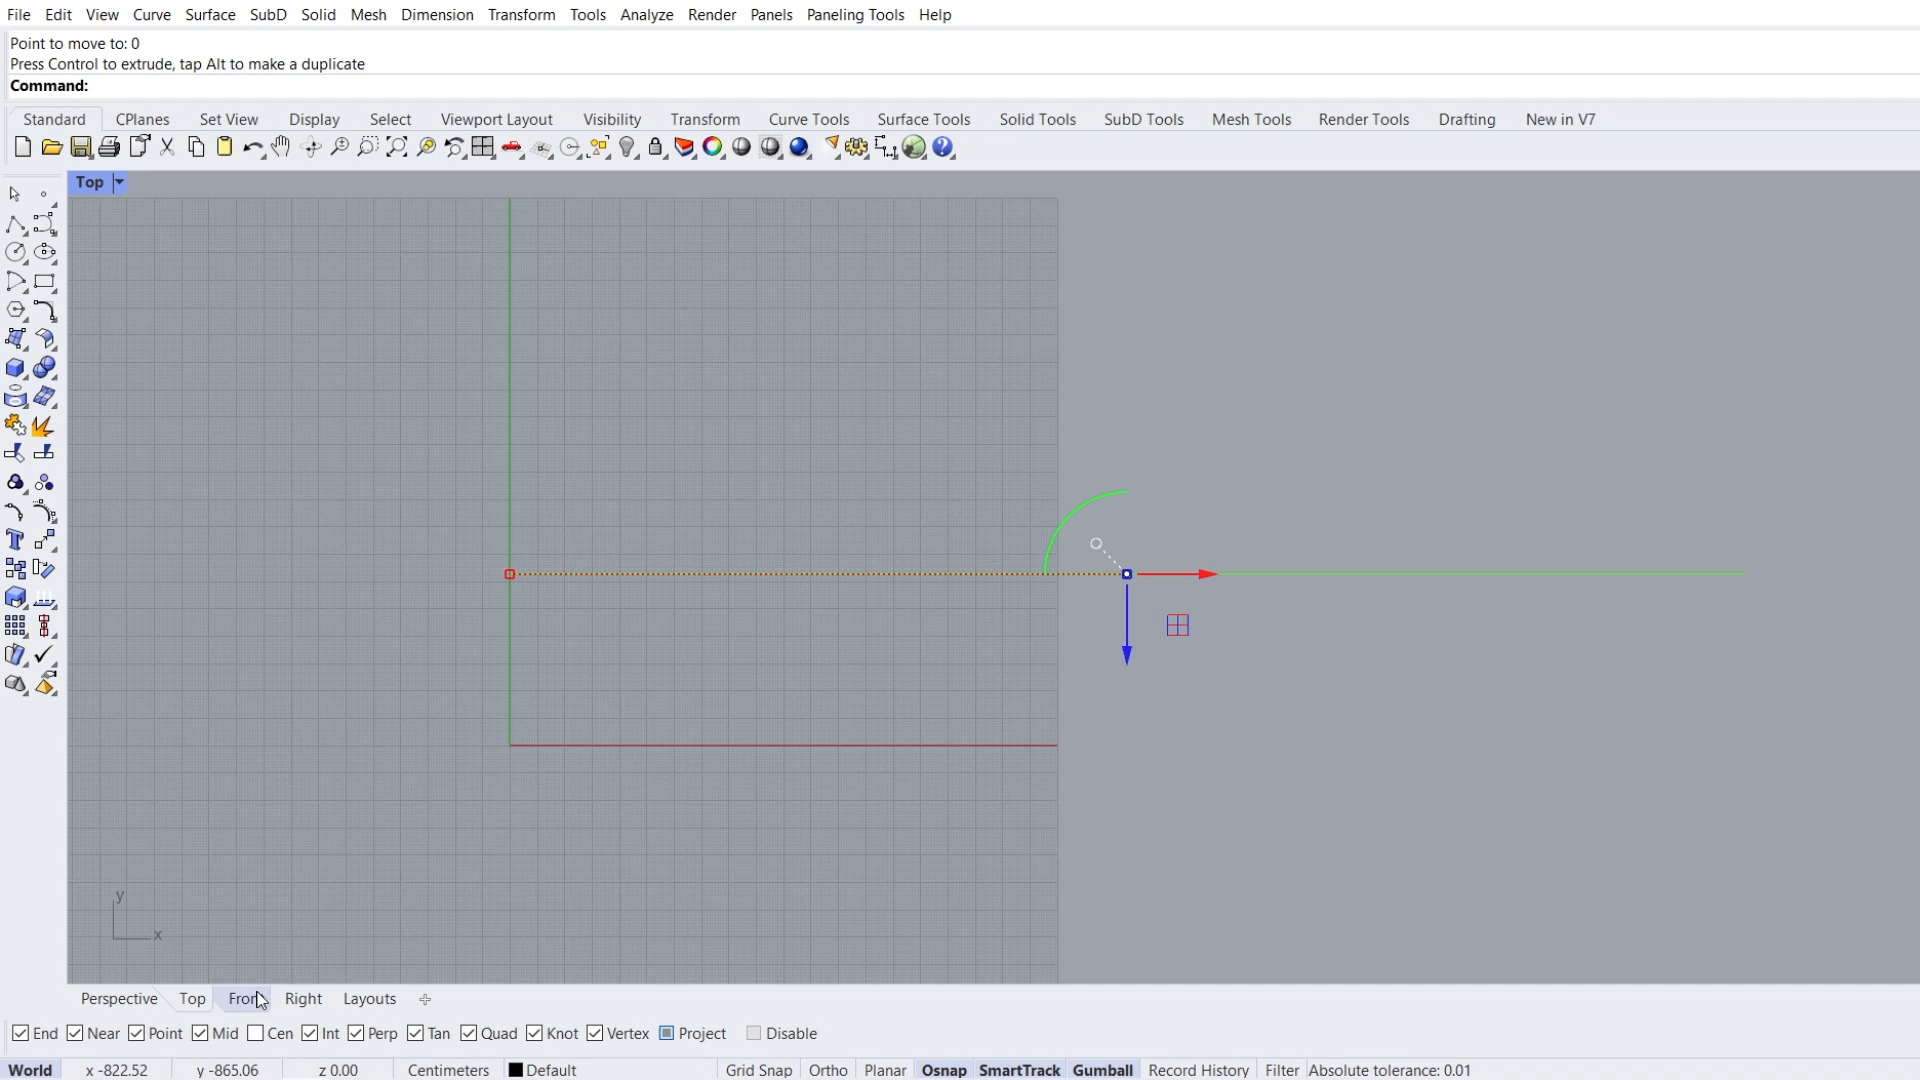 File Edit View Curve Surface SubD Solid Mesh Dimension Transform Tools Analyze Render Panels Paneling Tools Help
Point to move to: 0
Press Control to extrude, tap Alt to make a duplicate
Command:
Standard CPlanes Set View Display Select Viewport Layout Visibility Transform Curve Tools Surface Tools Solid Tools SubD Tools Mesh Tools Render Tools Drafting New in V7
Top
y
x
Perspective Top Front Right Layouts
End Near Point Mid Cen Int Perp Tan Quad Knot Vertex Project Disable
World x -822.52 y -865.06 z 0.00 Centimeters Default Grid Snap Ortho Planar Osnap SmartTrack Gumball Record History Filter Absolute tolerance: 0.01